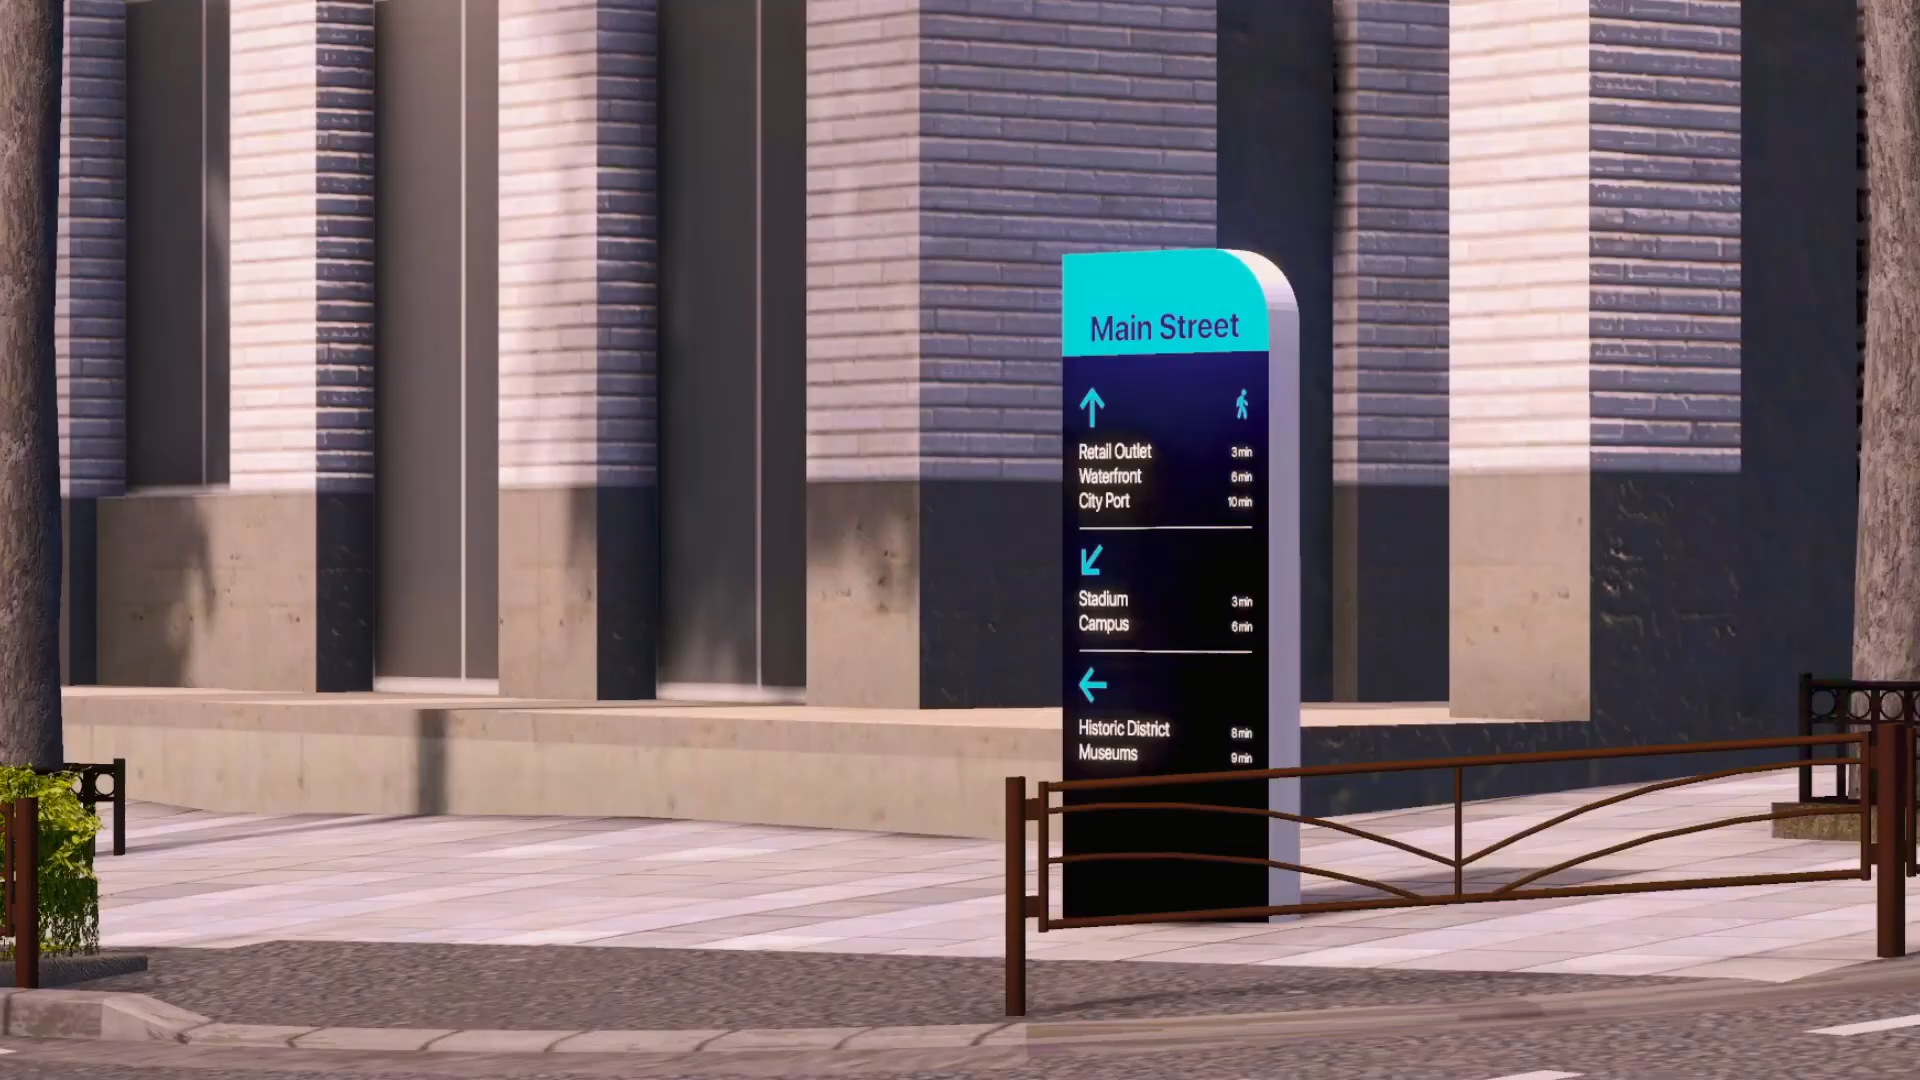 Main Street
Retail Outlet 3 min
Waterfront 6 min
City Port 10 min
Stadium 3 min
Campus 6 min
Historic District 8 min
Museums 9 min